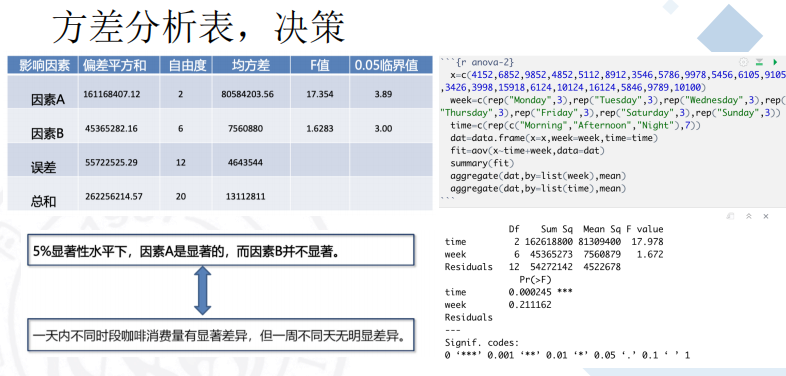 方差分析表，决策
影响因素 偏差平方和 自由度 均方差 F值 0.05临界值
因素A 161168407.12 2 80584203.56 17.354 3.89
因素B 45365282.16 6 7560880 1.6283 3.00
误差 55722525.29 12 4643544
总和 262256214.57 20 13112811
5%显著性水平下，因素A是显著的，而因素B并不显著。
一天内不同时段咖啡消费量有显著差异，但一周不同天无明显差异。
```{r anova-2}
x=c(4152,6852,9852,4852,5112,8912,3546,5786,9978,5456,6105,9105
,3426,3998,15918,6124,10124,16124,5846,9789,10100)
week=c(rep("Monday",3),rep("Tuesday",3),rep("Wednesday",3),rep(
"Thursday",3),rep("Friday",3),rep("Saturday",3),rep("Sunday",3))
time=c(rep(c("Morning","Afternoon","Night"),7))
dat=data.frame(x=x,week=week,time=time)
fit=aov(x~time+week,data=dat)
summary(fit)
aggregate(dat,by=list(week),mean)
aggregate(dat,by=list(time),mean)
```
Df Sum Sq Mean Sq F value
time 2 162618800 81309400 17.978
week 6 45365273 7560879 1.672
Residuals 12 54272142 4522678
Pr(>F)
time 0.000245 ***
week 0.211162
Residuals
---
Signif. codes:
0 ‘***’ 0.001 ‘**’ 0.01 ‘*’ 0.05 ‘.’ 0.1 ‘ ’ 1